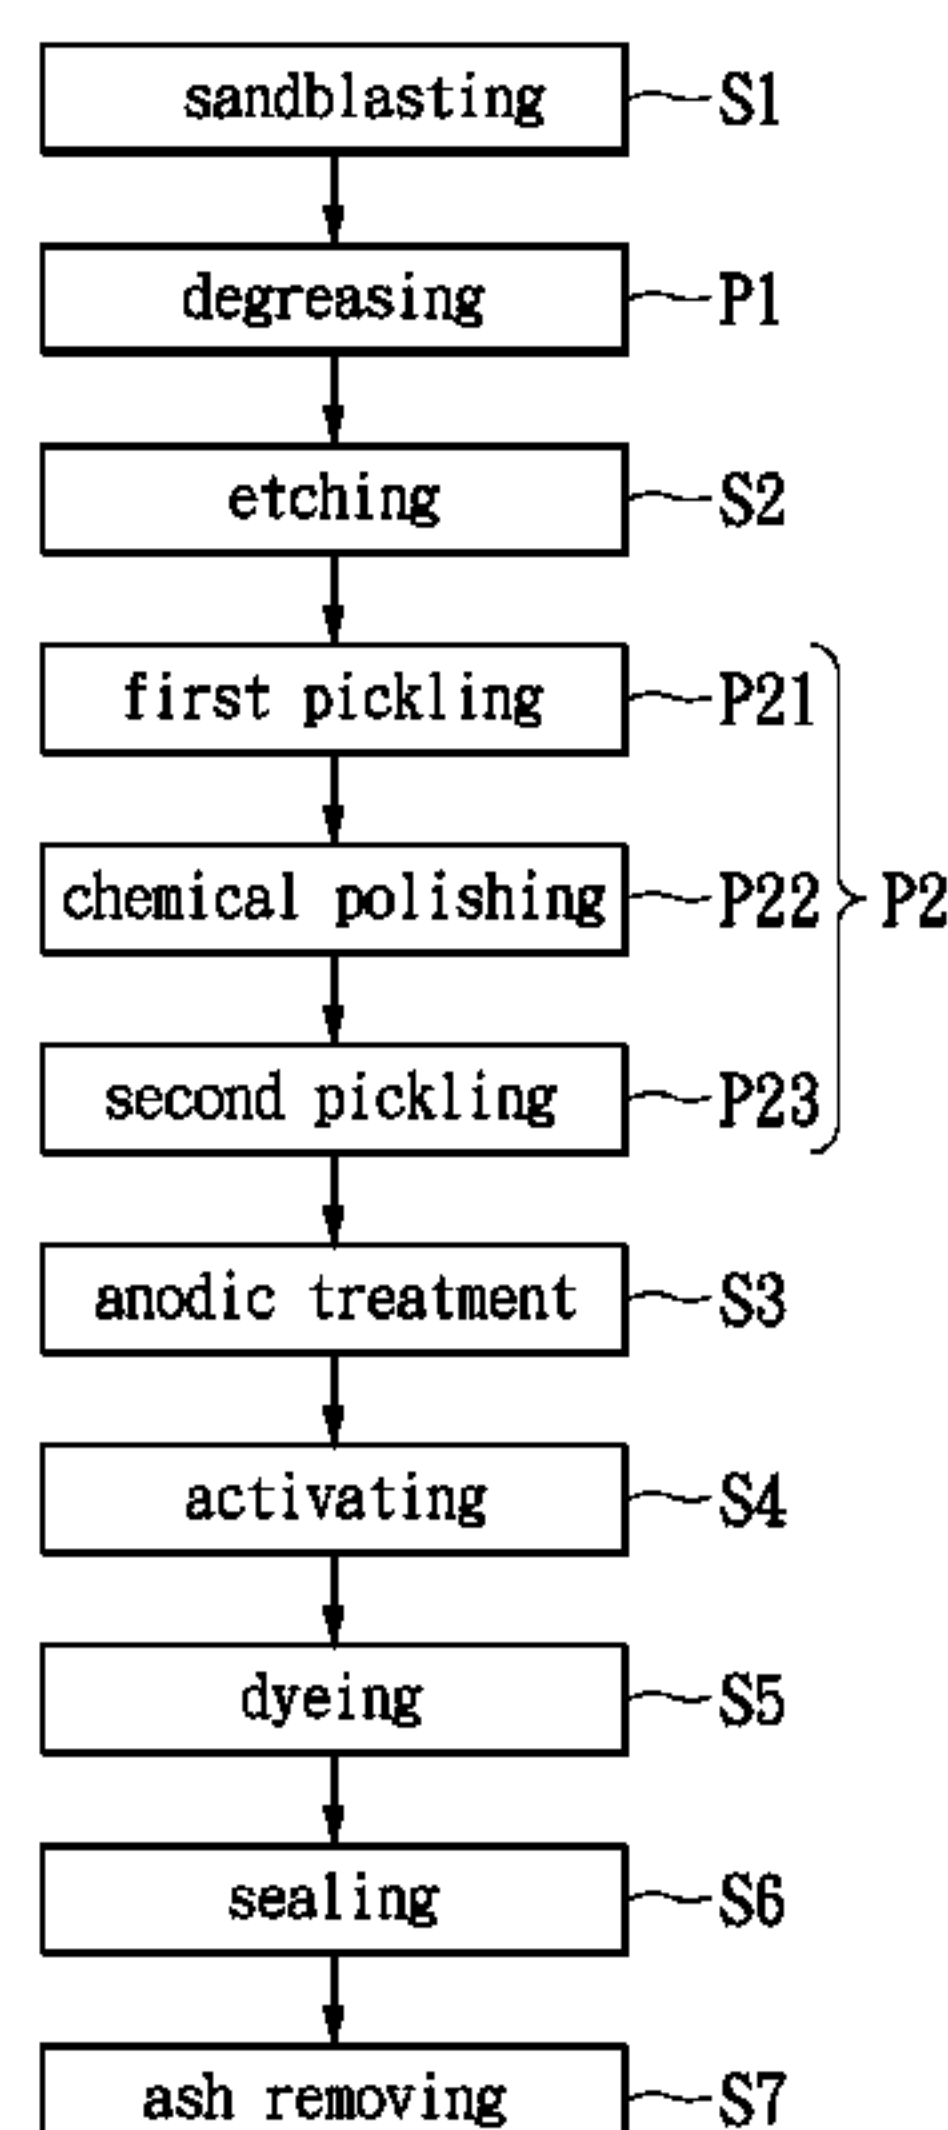 sandblasting S1
degreasing P1
etching S2
first pickling P21
chemical polishing P22 P2
second pickling P23
anodic treatment S3
activating S4
dyeing S5
sealing S6
ash removing S7